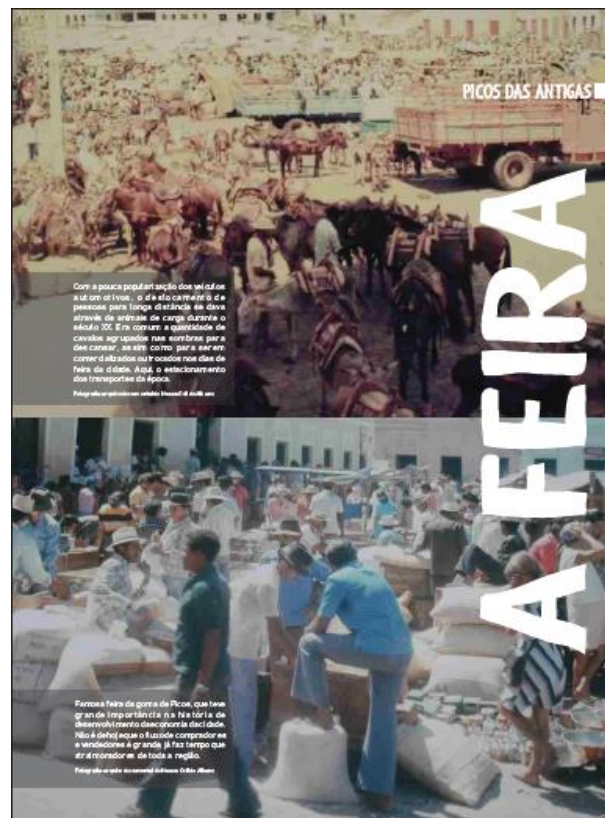 PICOS DAS ANTIGAS
A FEIRA
Com a pouca popularização dos veículos
automotivos, o deslocamento de
pessoas para longa distância se dava
através de animais de carga durante o
século XX. Era comum a quantidade de
cavalos agrupados nas sombras para
descansar, assim como para serem
comercializados ou trocados nos dias de
feira da cidade. Aqui, o estacionamento
dos transportes da época.
Famosa feira da goma de Picos, que teve
grande importância na história de
desenvolvimento da economia da cidade.
Não é de hoje que o fluxo de compradores
e vendedores é grande, já faz tempo que
atrai moradores de toda a região.